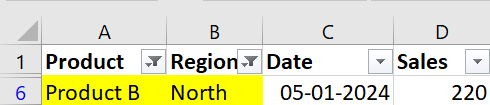 A B C D
1 Product Region Date Sales
6 Product B North 05-01-2024 220